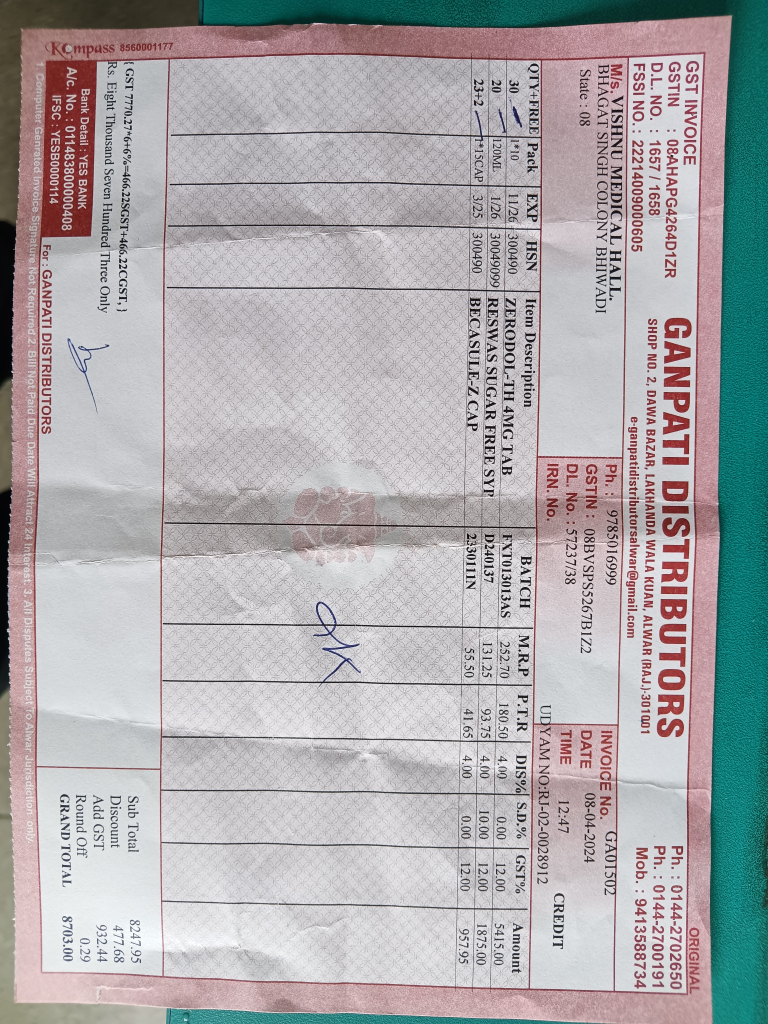 ORIGINAL
GST INVOICE
GSTIN : 08AHAPG4264D1ZR
D.L. NO. : 1657 / 1658
FSSI NO. : 22214009000605
GANPATI DISTRIBUTORS
SHOP NO. 2, DAWA BAZAR, LAKHANDA WALA KUAN, ALWAR (RAJ.)-301001
e-ganpatidistributorsalwar@gmail.com
Ph. : 0144-2702650
Ph. : 0144-2700191
Mob. : 9413588734
M/s. VISHNU MEDICAL HALL.
BHAGAT SINGH COLONY BHIWADI
State : 08
Ph. : 9785016999
GSTIN : 08BVSPS5267B1Z2
DL. No. : 57237/38
IRN. No.
INVOICE No. GA01502
DATE 08-04-2024
TIME 12:47 CREDIT
UDYAM NO:RJ-02-0028912
QTY+FREE Pack EXP HSN Item Description BATCH M.R.P P.T.R DIS% S.D.% GST% Amount
30 1*10 11/26 300490 ZERODOL-TH 4MG TAB EXT013013AS 252.70 180.50 4.00 0.00 12.00 5415.00
20 120ML 1/26 30049099 RESWAS SUGAR FREE SYP D240137 131.25 93.75 4.00 10.00 12.00 1875.00
23+2 1*15CAP 3/25 300490 BECASULE-Z CAP 2330111N 55.50 41.65 4.00 0.00 12.00 957.95
OK
{ GST 7770.27*6+6%=466.22SGST+466.22CGST, }
Rs. Eight Thousand Seven Hundred Three Only
Sub Total 8247.95
Discount 477.68
Add GST 932.44
Round Off 0.29
GRAND TOTAL 8703.00
Bank Detail : YES BANK
A/c. No. : 011483800000408
IFSC : YESB0000114
For : GANPATI DISTRIBUTORS
1. Computer Genrated Invoice Signature Not Required 2. Bill Not Paid Due Date Will Attract 24 Interest. 3. All Disputes Subject To Alwar Jurisdiction only.
Kompass 8560001177